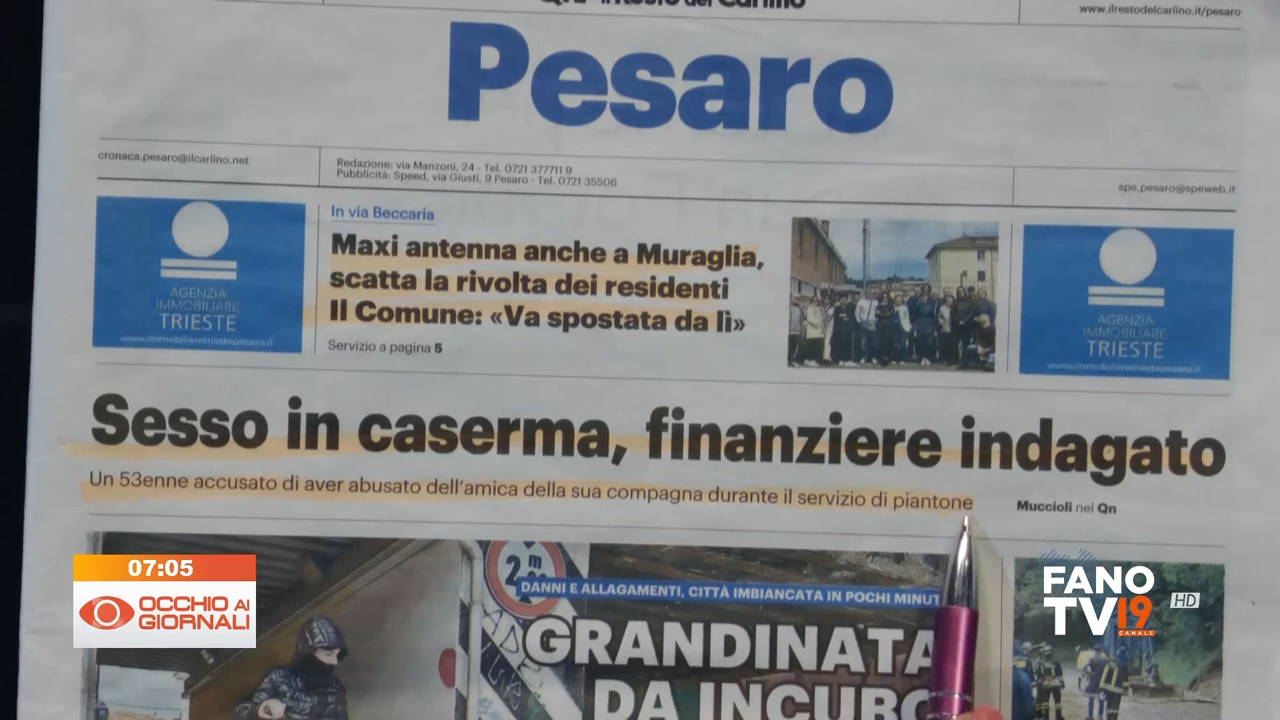 www.ilrestodelcarlino.it/pesaro
Pesaro
cronaca.pesaro@ilcarlino.net
Redazione: via Manzoni, 24 - Tel. 0721 377711 9
Pubblicità: Speed, via Giusti, 9 Pesaro - Tel. 0721 35506
spe.pesaro@speweb.it
AGENZIA
IMMOBILIARE
TRIESTE
www.immobiliaretriestepesaro.it
In via Beccaria
Maxi antenna anche a Muraglia,
scatta la rivolta dei residenti
Il Comune: «Va spostata da lì»
Servizio a pagina 5
AGENZIA
IMMOBILIARE
TRIESTE
www.immobiliaretriestepesaro.it
Sesso in caserma, finanziere indagato
Un 53enne accusato di aver abusato dell'amica della sua compagna durante il servizio di piantone
Muccioli nel Qn
DANNI E ALLAGAMENTI, CITTÀ IMBIANCATA IN POCHI MINUT
GRANDINATA
DA INCUBO
07:05
OCCHIO AI
GIORNALI
FANO
TV19
CANALE
HD